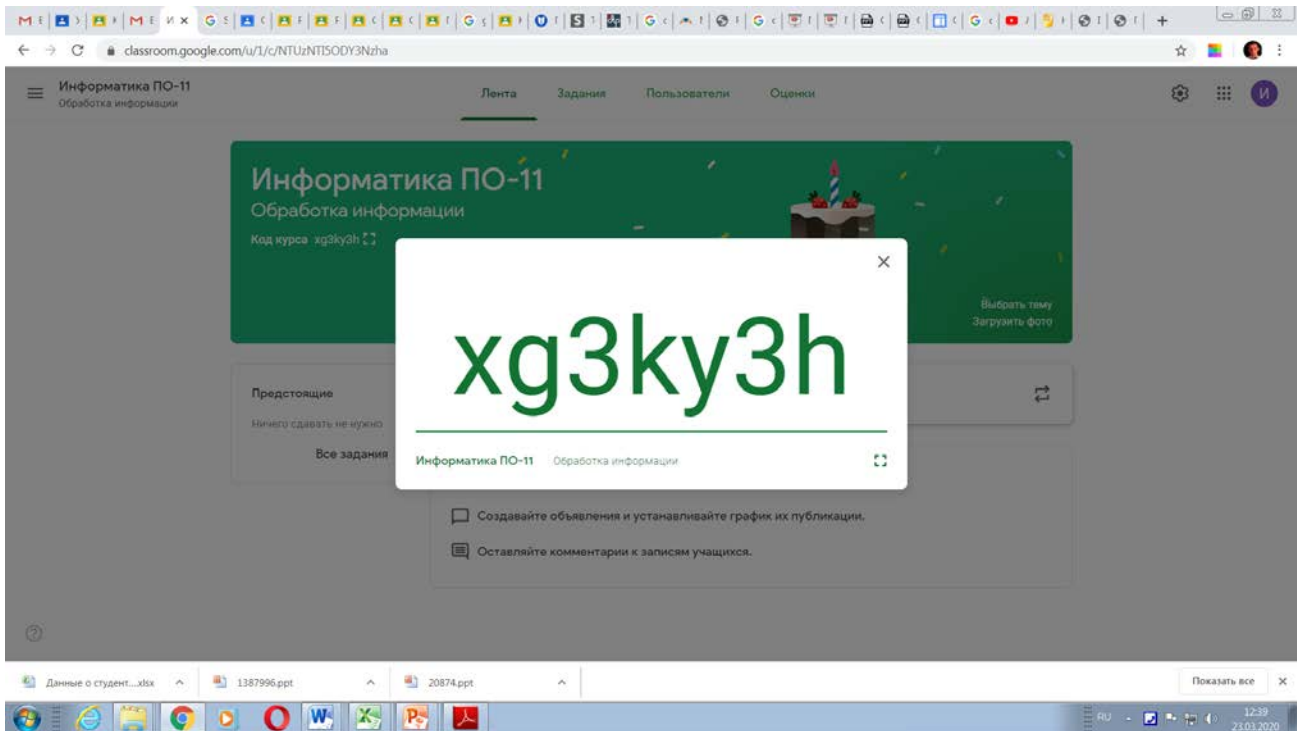 classroom.google.com/u/1/c/NTUzNTI5ODY3Nzha
Информатика ПО-11
Обработка информации
Лента
Задания
Пользователи
Оценки
И
Информатика ПО-11
Обработка информации
Код курса xg3ky3h
Выбрать тему
Загрузить фото
xg3ky3h
Информатика ПО-11 Обработка информации
Предстоящие
Ничего сдавать не нужно
Все задания
Создавайте объявления и устанавливайте график их публикации.
Оставляйте комментарии к записям учащихся.
Данные о студент....xlsx
1387996.ppt
20874.ppt
Показать все
RU
12:39
23.03.2020